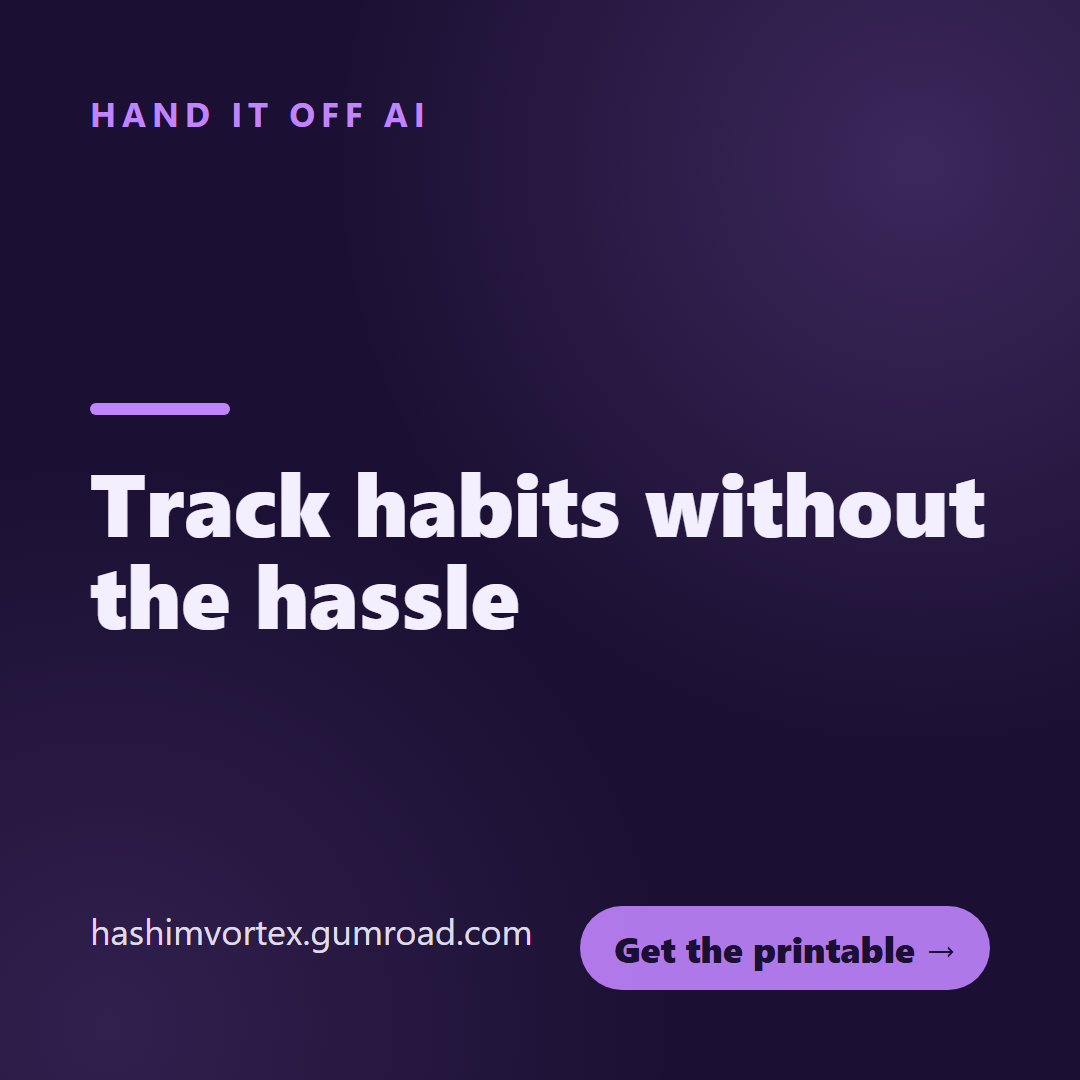 HAND IT OFF AI
Track habits without
the hassle
hashimvortex.gumroad.com
Get the printable →